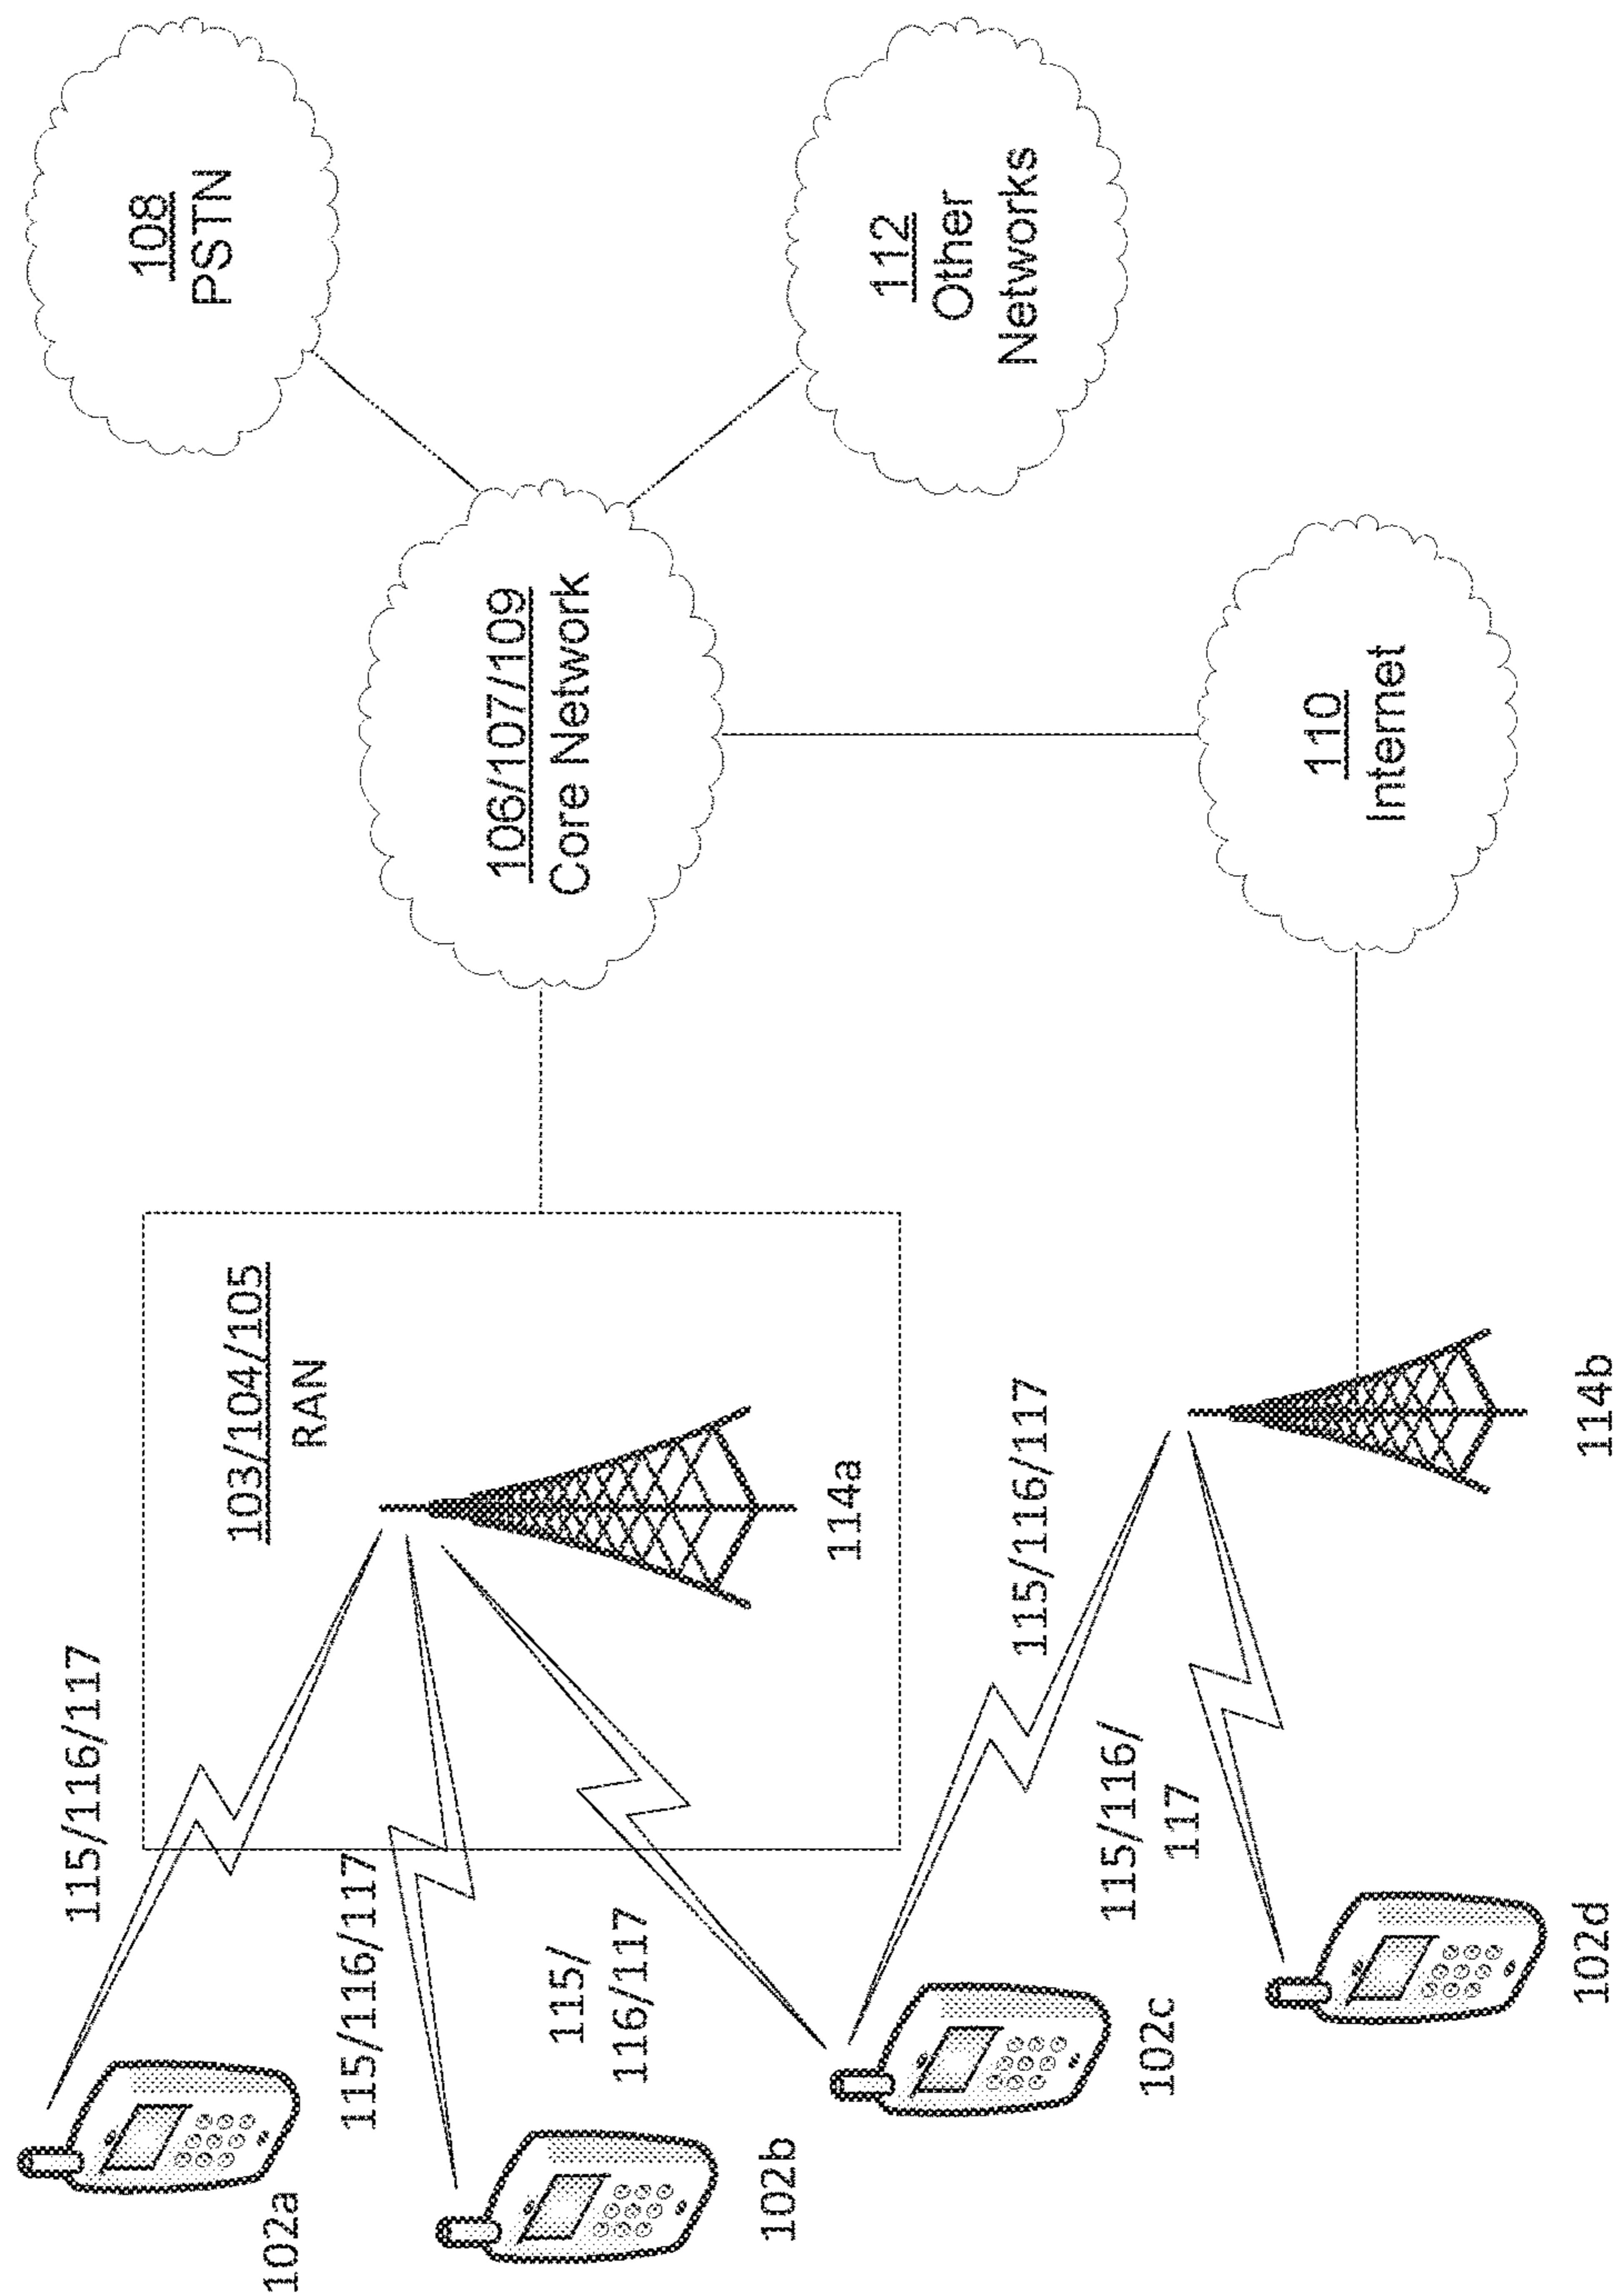 115/116/117
103/104/105
RAN
106/107/109
Core Network
108
PSTN
102a
115/116/117
115/
116/117
114a
112
Other
Networks
102b
115/116/117
102c
115/116/
117
110
Internet
102d
114b